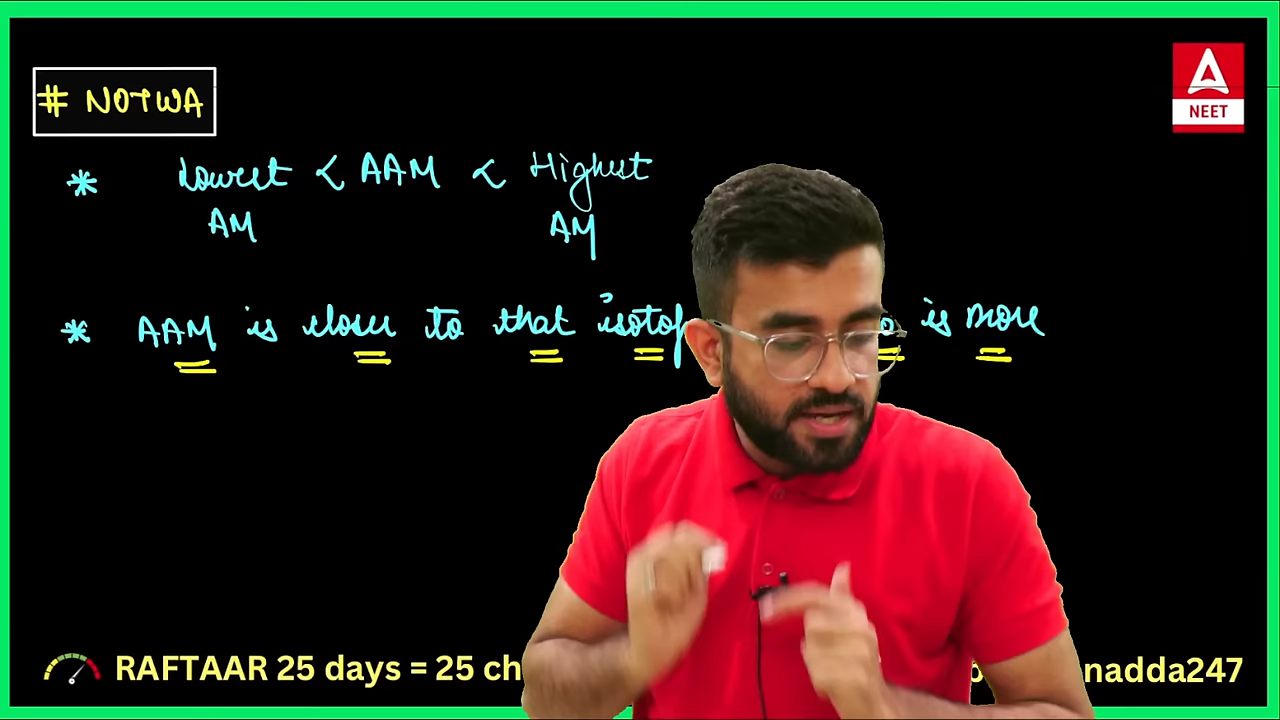 # NOTWA
NEET
* Lowest < AAM < Highest
AM AM
* AAM is closer to that isotop is more
RAFTAAR 25 days = 25 ch nadda247